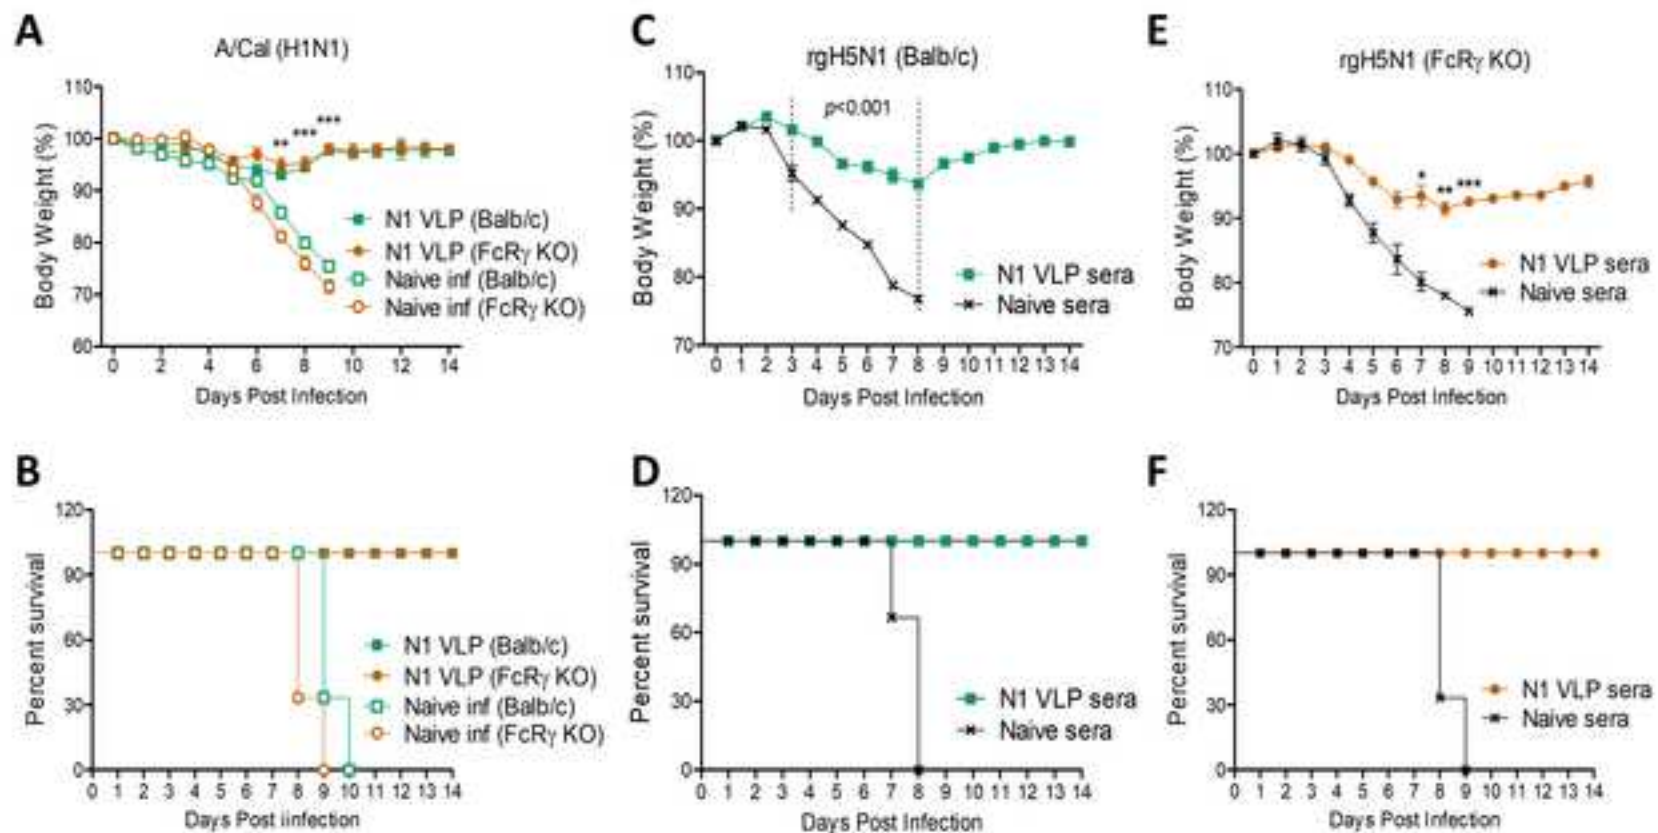 A
A/Cal (H1N1)
110
100
90
80
70
60
Body Weight (%)
** *** ***
N1 VLP (Balb/c)
N1 VLP (FcRγ KO)
Naive inf (Balb/c)
Naive inf (FcRγ KO)
0 2 4 6 8 10 12 14
Days Post Infection
C
rgH5N1 (Balb/c)
110
100
90
80
70
Body Weight (%)
p<0.001
N1 VLP sera
Naive sera
0 1 2 3 4 5 6 7 8 9 10 11 12 13 14
Days Post Infection
E
rgH5N1 (FcRγ KO)
110
100
90
80
70
Body Weight (%)
* ** ***
N1 VLP sera
Naive sera
0 1 2 3 4 5 6 7 8 9 10 11 12 13 14
Days Post Infection
B
120
90
60
30
0
Percent survival
N1 VLP (Balb/c)
N1 VLP (FcRγ KO)
Naive inf (Balb/c)
Naive inf (FcRγ KO)
0 1 2 3 4 5 6 7 8 9 10 11 12 13 14
Days Post iinfection
D
120
90
60
30
0
Percent survival
N1 VLP sera
Naive sera
0 1 2 3 4 5 6 7 8 9 10 11 12 13 14
Days Post Infection
F
120
90
60
30
0
Percent survival
N1 VLP sera
Naive sera
0 1 2 3 4 5 6 7 8 9 10 11 12 13 14
Days Post Infection